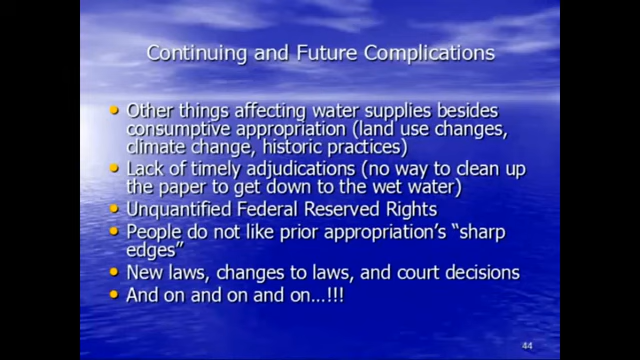 Continuing and Future Complications
• Other things affecting water supplies besides
consumptive appropriation (land use changes,
climate change, historic practices)
• Lack of timely adjudications (no way to clean up
the paper to get down to the wet water)
• Unquantified Federal Reserved Rights
• People do not like prior appropriation's “sharp
edges”
• New laws, changes to laws, and court decisions
• And on and on and on…!!!
44